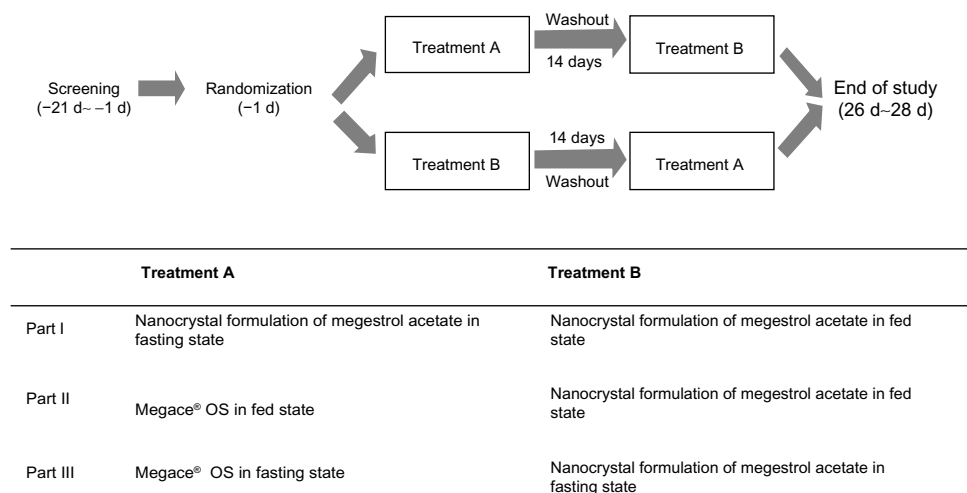 Washout
Treatment A
14 days
Treatment B
Screening
(−21 d~ −1 d)
Randomization
(−1 d)
End of study
(26 d~28 d)
14 days
Treatment B
Washout
Treatment A
Treatment A
Treatment B
Part I
Nanocrystal formulation of megestrol acetate in
fasting state
Nanocrystal formulation of megestrol acetate in fed
state
Part II
Megace® OS in fed state
Nanocrystal formulation of megestrol acetate in fed
state
Part III
Megace® OS in fasting state
Nanocrystal formulation of megestrol acetate in
fasting state